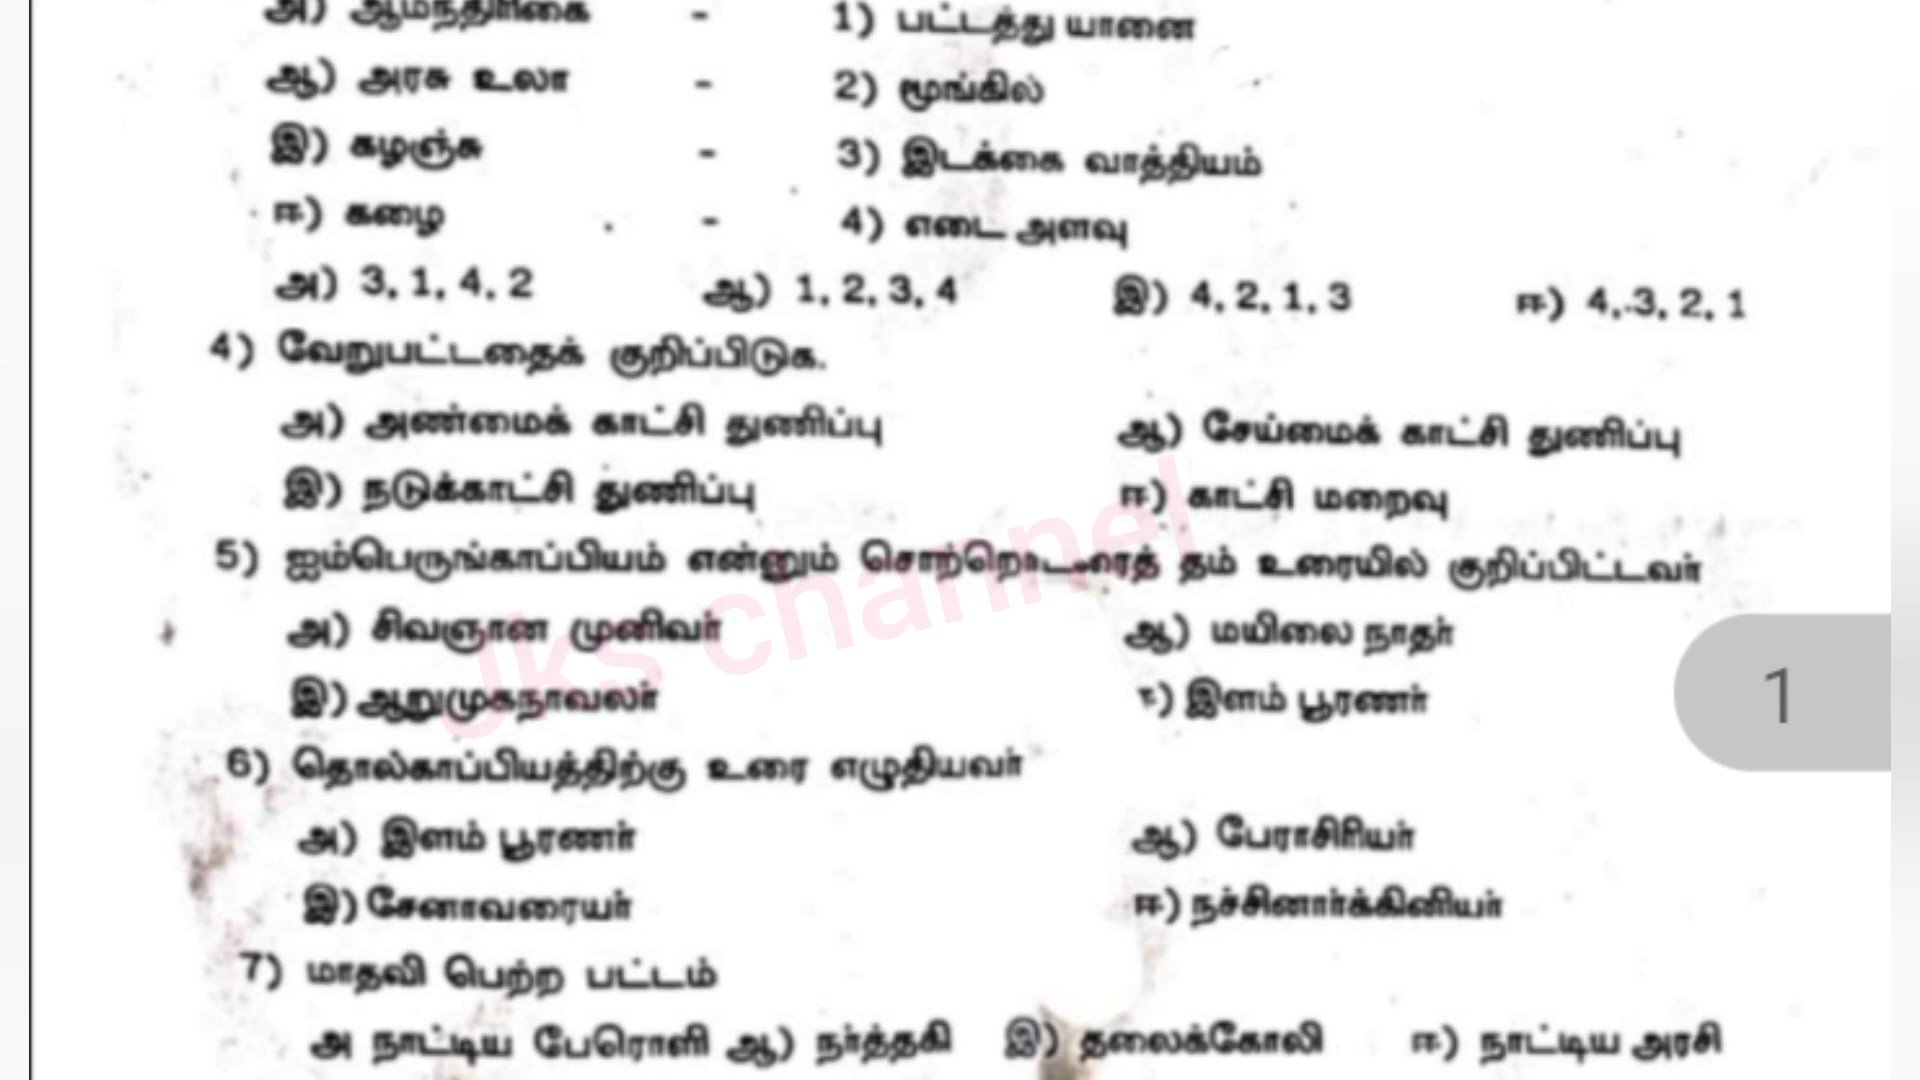 அ) ஆமந்திரிகை - 1) பட்டத்து யானை
ஆ) அரசு உலா - 2) மூங்கில்
இ) கழஞ்சு - 3) இடக்கை வாத்தியம்
ஈ) கழை - 4) எடை அளவு
அ) 3, 1, 4, 2 ஆ) 1, 2, 3, 4 இ) 4, 2, 1, 3 ஈ) 4, 3, 2, 1
4) வேறுபட்டதைக் குறிப்பிடுக.
அ) அண்மைக் காட்சி துணிப்பு ஆ) சேய்மைக் காட்சி துணிப்பு
இ) நடுக்காட்சி துணிப்பு ஈ) காட்சி மறைவு
5) ஐம்பெருங்காப்பியம் என்னும் சொற்றொடரைத் தம் உரையில் குறிப்பிட்டவர்
அ) சிவஞான முனிவர் ஆ) மயிலை நாதர்
இ) ஆறுமுகநாவலர் ஈ) இளம் பூரணர்
6) தொல்காப்பியத்திற்கு உரை எழுதியவர்
அ) இளம் பூரணர் ஆ) பேராசிரியர்
இ) சேனாவரையர் ஈ) நச்சினார்க்கினியர்
7) மாதவி பெற்ற பட்டம்
அ நாட்டிய பேரொளி ஆ) நர்த்தகி இ) தலைக்கோலி ஈ) நாட்டிய அரசி
Jks channel
1